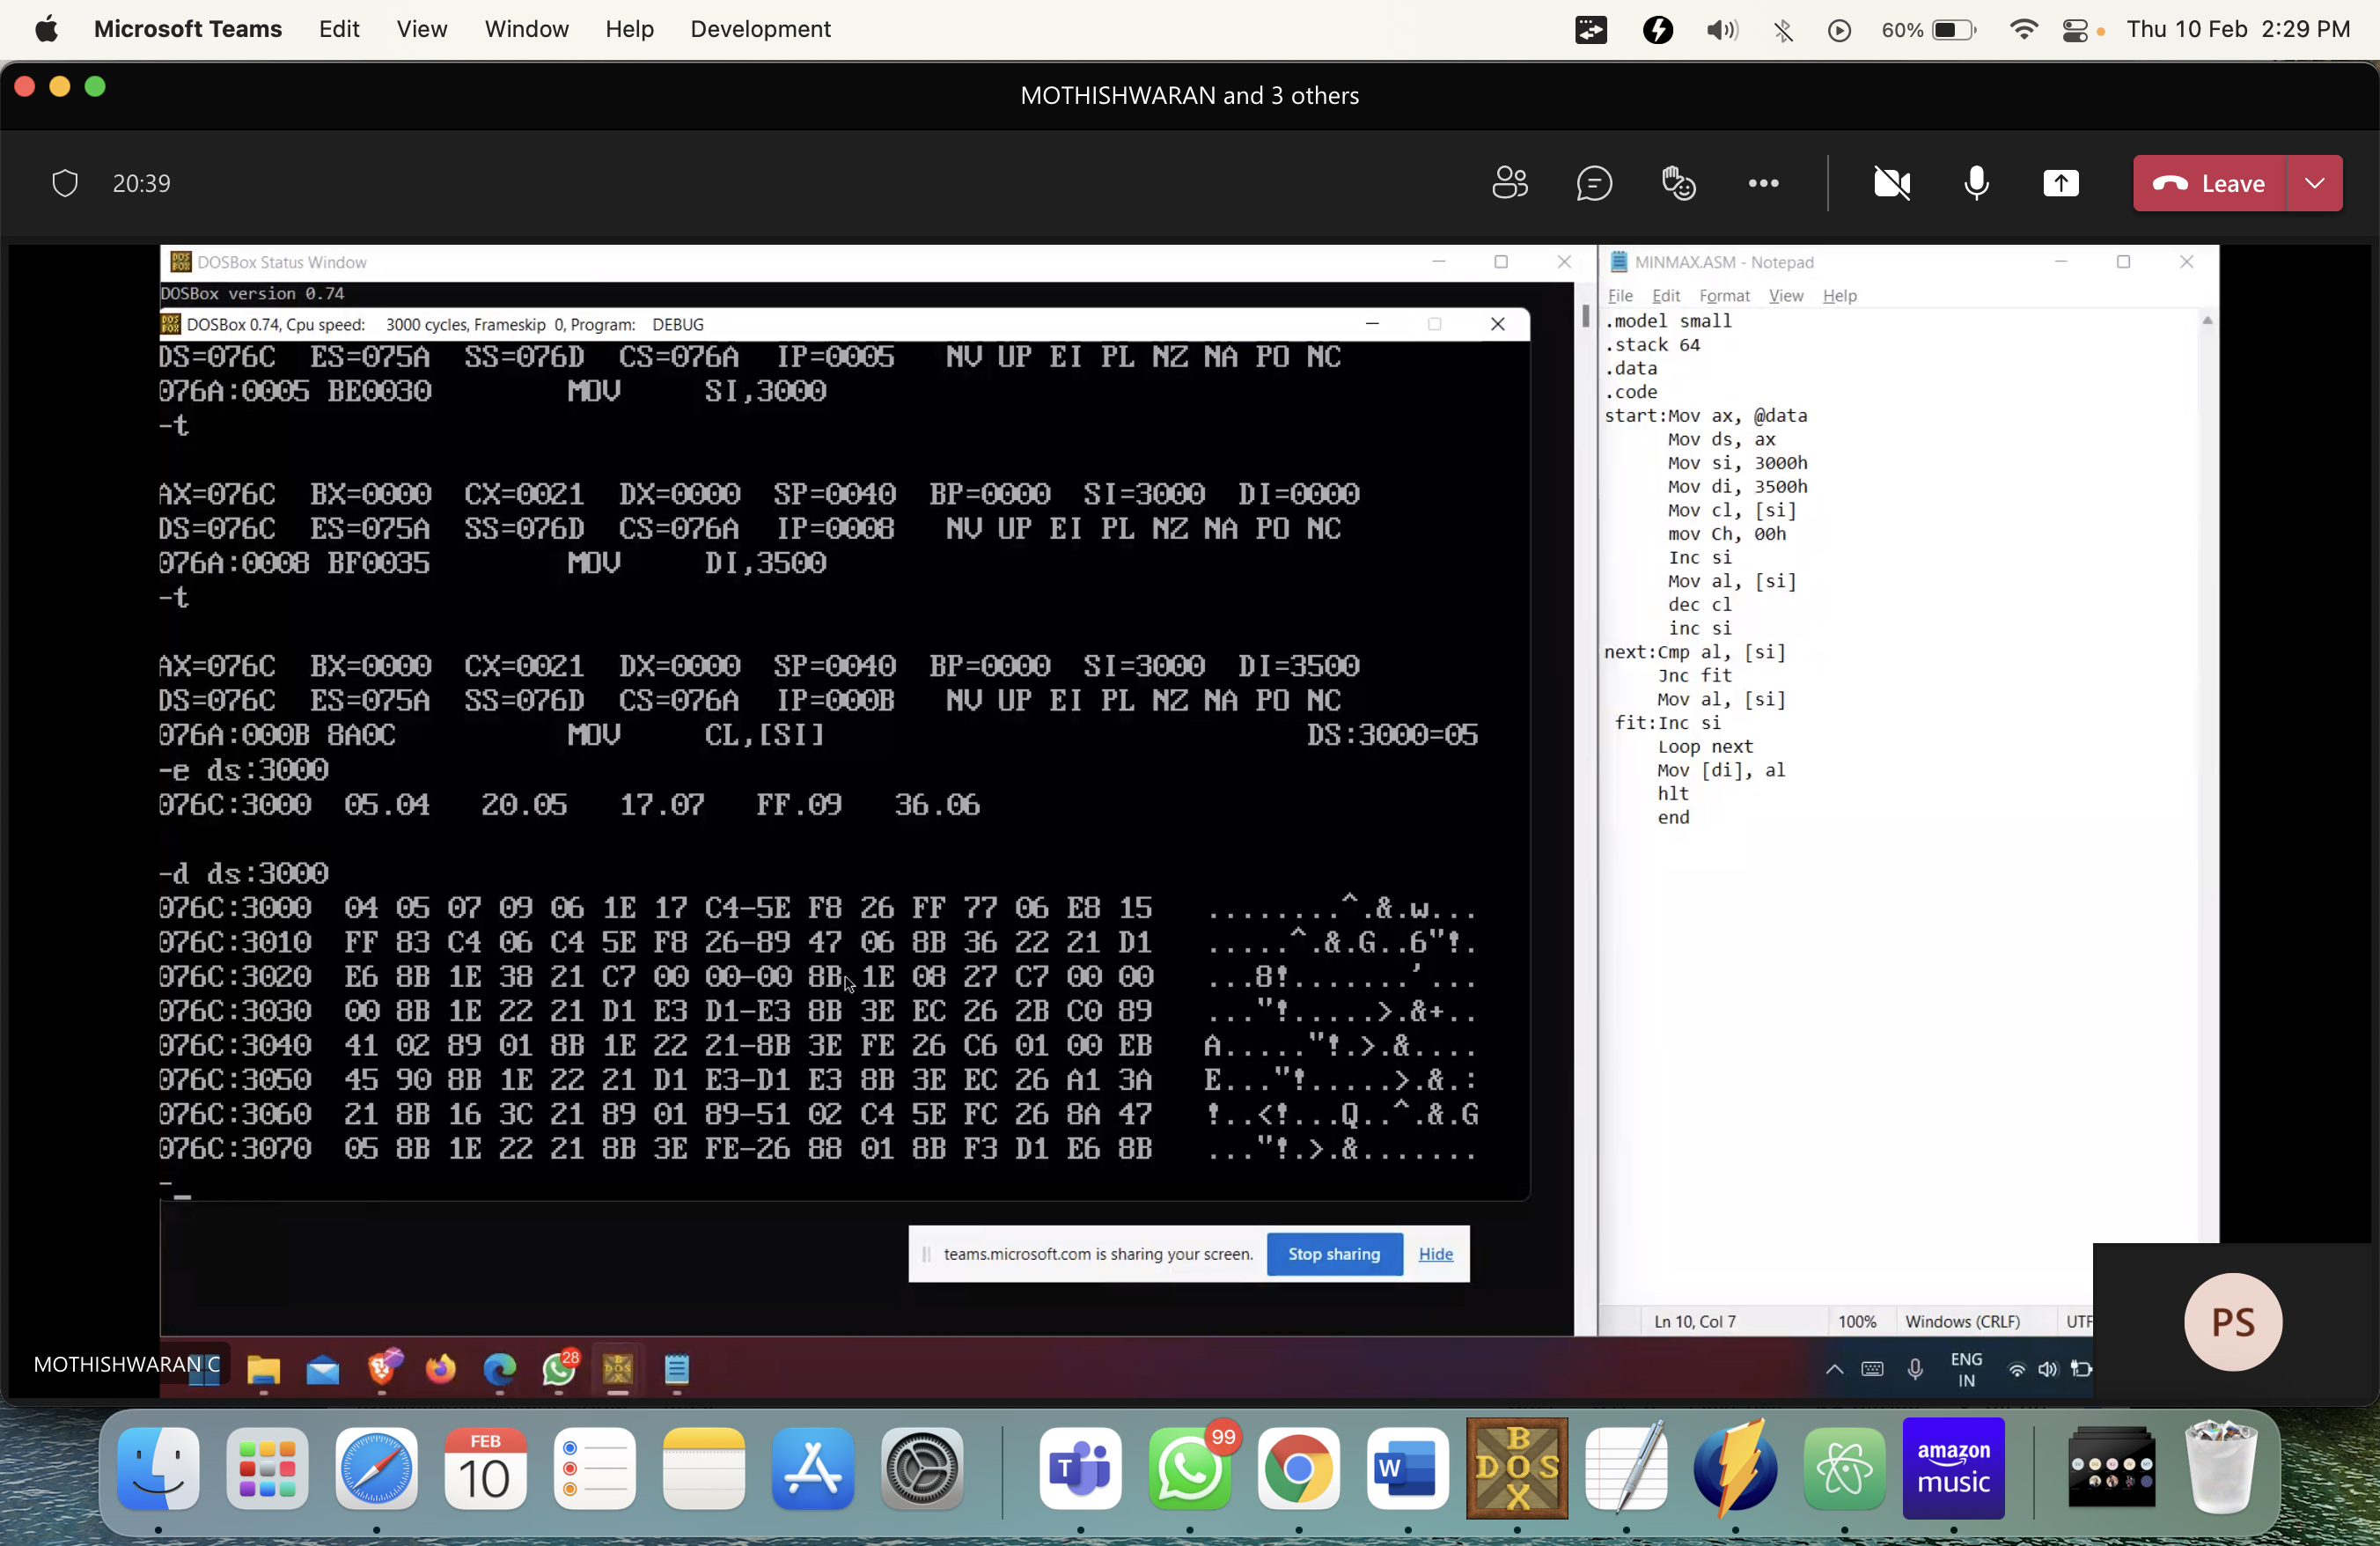 Microsoft Teams Edit View Window Help Development 60% Thu 10 Feb 2:29 PM
MOTHISHWARAN and 3 others
20:39 Leave
DOSBox Status Window
DOSBox version 0.74
DOSBox 0.74, Cpu speed: 3000 cycles, Frameskip 0, Program: DEBUG
DS=076C ES=075A SS=076D CS=076A IP=0005 NV UP EI PL NZ NA PO NC
076A:0005 BE0030 MOV SI,3000
-t
AX=076C BX=0000 CX=0021 DX=0000 SP=0040 BP=0000 SI=3000 DI=0000
DS=076C ES=075A SS=076D CS=076A IP=0008 NV UP EI PL NZ NA PO NC
076A:0008 BF0035 MOV DI,3500
-t
AX=076C BX=0000 CX=0021 DX=0000 SP=0040 BP=0000 SI=3000 DI=3500
DS=076C ES=075A SS=076D CS=076A IP=000B NV UP EI PL NZ NA PO NC
076A:000B 8A0C MOV CL,[SI] DS:3000=05
-e ds:3000
076C:3000 05.04 20.05 17.07 FF.09 36.06
-d ds:3000
076C:3000 04 05 07 09 06 1E 17 C4-5E F8 26 FF 77 06 E8 15 ........^.&.w...
076C:3010 FF 83 C4 06 C4 5E F8 26-89 47 06 8B 36 22 21 D1 .....^.&.G..6"!.
076C:3020 E6 8B 1E 38 21 C7 00 00-00 8B 1E 08 27 C7 00 00 ...8!.......'...
076C:3030 00 8B 1E 22 21 D1 E3 D1-E3 8B 3E EC 26 2B C0 89 ..."!.....>.&+..
076C:3040 41 02 89 01 8B 1E 22 21-8B 3E FE 26 C6 01 00 EB A....."!.>.&....
076C:3050 45 90 8B 1E 22 21 D1 E3-D1 E3 8B 3E EC 26 A1 3A E..."!.....>.&.:
076C:3060 21 8B 16 3C 21 89 01 89-51 02 C4 5E FC 26 8A 47 !..<!...Q..^.&.G
076C:3070 05 8B 1E 22 21 8B 3E FE-26 88 01 8B F3 D1 E6 8B ..."!.>.&.......
-
MINMAX.ASM - Notepad
File Edit Format View Help
.model small
.stack 64
.data
.code
start:Mov ax, @data
Mov ds, ax
Mov si, 3000h
Mov di, 3500h
Mov cl, [si]
mov Ch, 00h
Inc si
Mov al, [si]
dec cl
inc si
next:Cmp al, [si]
Jnc fit
Mov al, [si]
fit:Inc si
Loop next
Mov [di], al
hlt
end
teams.microsoft.com is sharing your screen. Stop sharing Hide
Ln 10, Col 7 100% Windows (CRLF) UTF
PS
MOTHISHWARAN C
28
ENG
IN
FEB
10
T
99
W
B
DOS
X
amazon
music